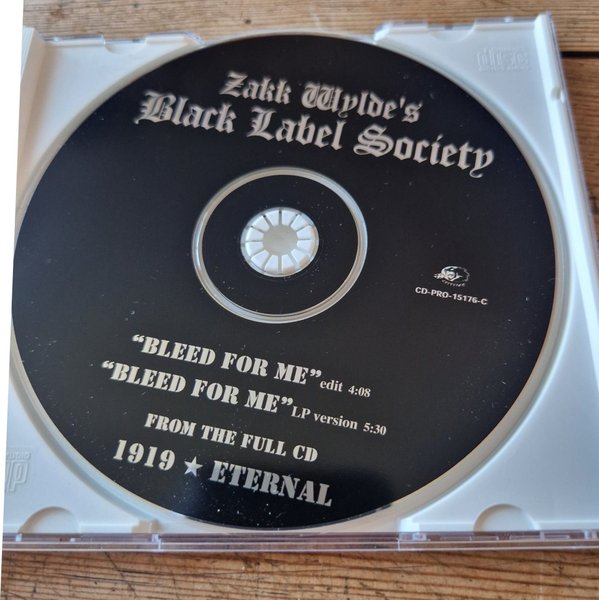 Zakk Wylde's
Black Label Society
CD-PRO-15176-C
"BLEED FOR ME" edit 4:08
"BLEED FOR ME" LP version 5:30
FROM THE FULL CD
1919 ★ ETERNAL
disc